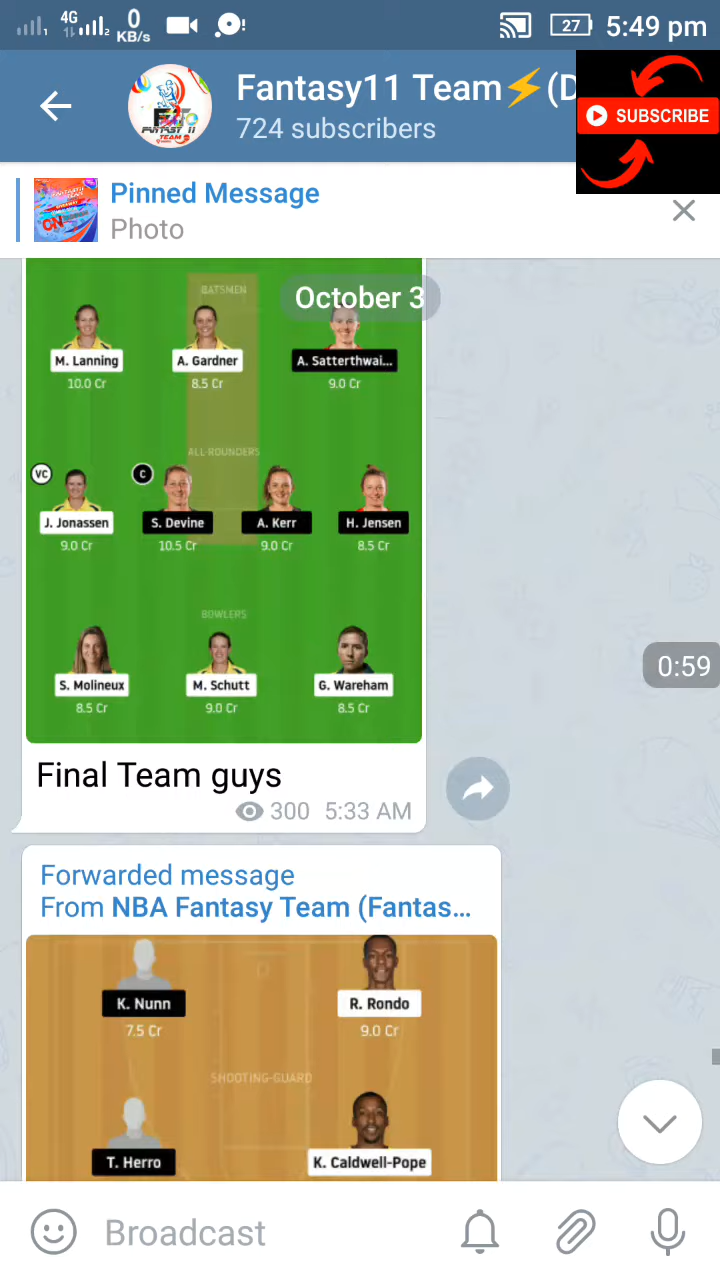 4G 0 KB/s 27 5:49 pm
Fantasy11 Team⚡(D
724 subscribers
SUBSCRIBE
Pinned Message
Photo
October 3
BATSMEN
M. Lanning A. Gardner A. Satterthwai...
10.0 Cr 8.5 Cr 9.0 Cr
ALL-ROUNDERS
VC C
J. Jonassen S. Devine A. Kerr H. Jensen
9.0 Cr 10.5 Cr 9.0 Cr 8.5 Cr
BOWLERS
S. Molineux M. Schutt G. Wareham
8.5 Cr 9.0 Cr 8.5 Cr
0:59
Final Team guys
300 5:33 AM
Forwarded message
From NBA Fantasy Team (Fantas...
K. Nunn R. Rondo
7.5 Cr 9.0 Cr
SHOOTING-GUARD
T. Herro K. Caldwell-Pope
Broadcast